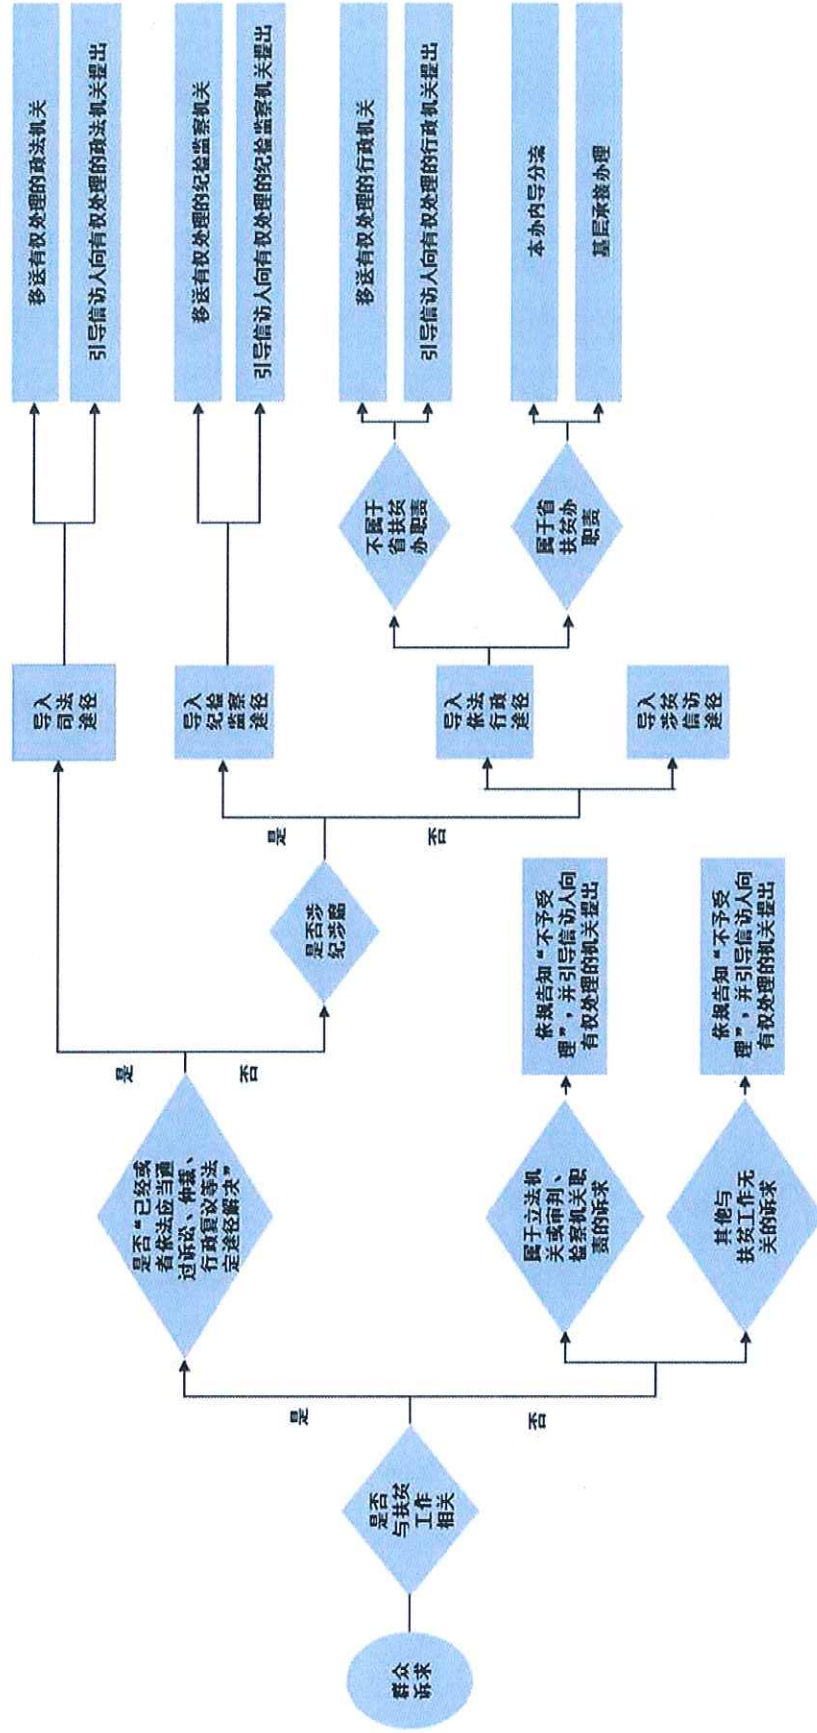 群众
诉求
是否
与扶贫
工作
相关
是
否
是否“已经或
者依法应当通
过诉讼、仲裁、
行政复议等法
定途径解决”
属于立法机
关或审判、
检察机关职
责的诉求
其他与
扶贫工作无
关的诉求
是
否
依规告知“不予受
理”，并引导信访人向
有权处理的机关提出
依规告知“不予受
理”，并引导信访人向
有权处理的机关提出
是否涉
纪涉腐
是
否
导入
司法
途径
导入
纪检
监察
途径
导入
依法
行政
途径
导入
涉贫
信访
途径
不属于
省扶贫
办职责
属于省
扶贫办
职责
移送有权处理的政法机关
引导信访人向有权处理的政法机关提出
移送有权处理的纪检监察机关
引导信访人向有权处理的纪检监察机关提出
移送有权处理的行政机关
引导信访人向有权处理的行政机关提出
本办内导分流
基层承接办理